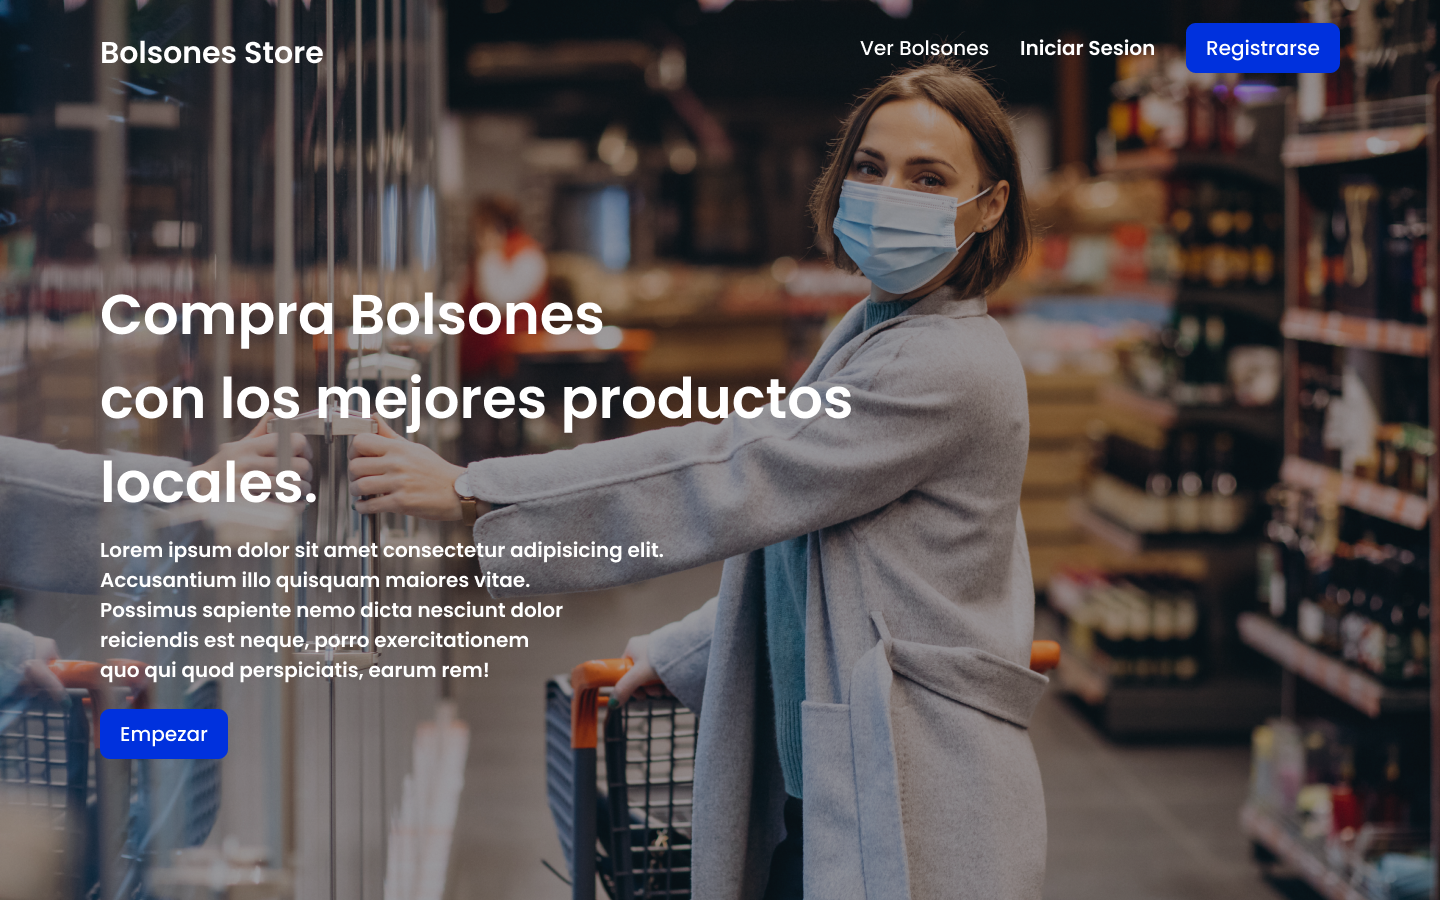 Bolsones Store
Ver Bolsones
Iniciar Sesion
Registrarse
Compra Bolsones
con los mejores productos
locales.
Lorem ipsum dolor sit amet consectetur adipisicing elit.
Accusantium illo quisquam maiores vitae.
Possimus sapiente nemo dicta nesciunt dolor
reiciendis est neque, porro exercitationem
quo qui quod perspiciatis, earum rem!
Empezar